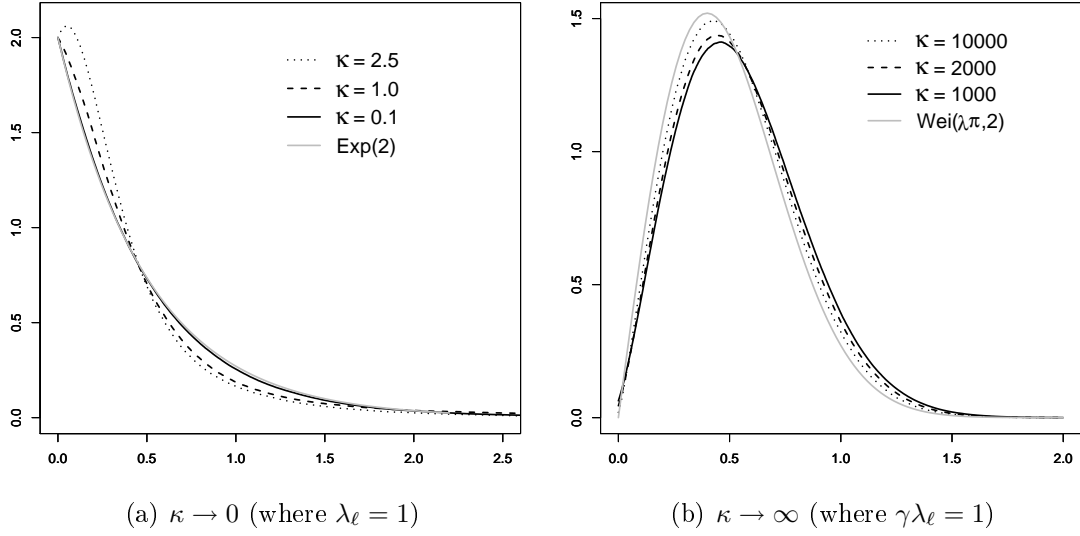 2.0
1.5
1.0
0.5
0.0
κ = 2.5
κ = 1.0
κ = 0.1
Exp(2)
0.0 0.5 1.0 1.5 2.0 2.5
(a) κ → 0 (where λℓ = 1)
1.5
1.0
0.5
0.0
κ = 10000
κ = 2000
κ = 1000
Wei(λπ,2)
0.0 0.5 1.0 1.5 2.0
(b) κ → ∞ (where γλℓ = 1)